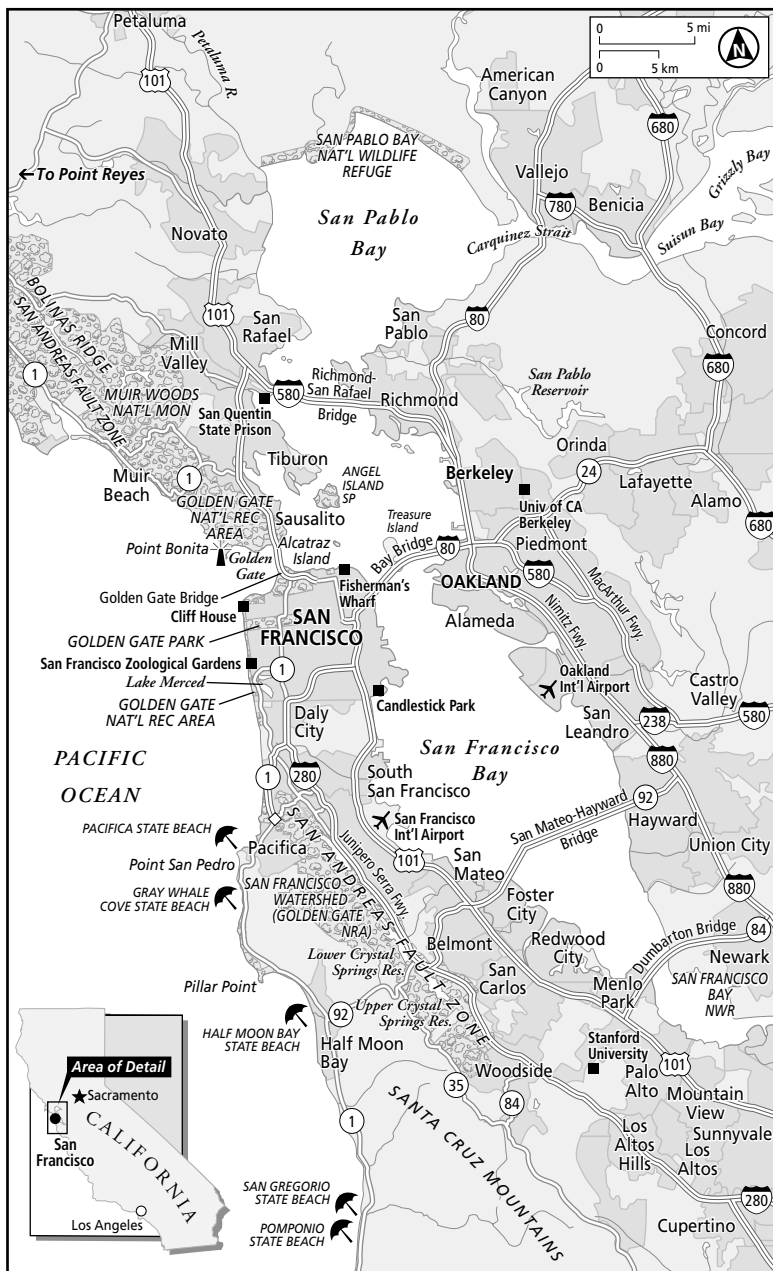 Petaluma
Petaluma R.
101
0 5 mi
0 5 km
N
American
Canyon
680
SAN PABLO BAY
NAT'L WILDLIFE
REFUGE
←To Point Reyes
Vallejo
Grizzly Bay
780
Benicia
San Pablo
Bay
Carquinez Strait
Suisun Bay
Novato
BOLINAS RIDGE
SAN ANDREAS FAULT ZONE
101
San
Rafael
San
Pablo
80
Concord
Mill
Valley
1
680
Richmond-
San Rafael
Bridge
580
Richmond
San Pablo
Reservoir
MUIR WOODS
NAT'L MON
San Quentin
State Prison
Orinda
Tiburon
Berkeley
24
Lafayette
Muir
Beach
1
ANGEL
ISLAND
SP
Univ of CA
Berkeley
Alamo
GOLDEN GATE
NAT'L REC
AREA
Sausalito
Treasure
Island
680
Point Bonita
Alcatraz
Island
Bay Bridge
80
Piedmont
Golden
Gate
Golden Gate Bridge
Fisherman's
Wharf
OAKLAND
580
MacArthur Fwy.
Nimitz Fwy.
Cliff House
SAN
FRANCISCO
Alameda
GOLDEN GATE PARK
San Francisco Zoological Gardens
1
Lake Merced
Oakland
Int'l Airport
Castro
Valley
GOLDEN GATE
NAT'L REC AREA
Candlestick Park
San
Leandro
238
580
Daly
City
PACIFIC
OCEAN
San Francisco
Bay
880
1
280
South
San Francisco
92
San Mateo-Hayward
Bridge
Hayward
PACIFICA STATE BEACH
San Francisco
Int'l Airport
Pacifica
SAN ANDREAS FAULT ZONE
Junipero Serra Fwy.
101
San
Mateo
Union City
Point San Pedro
GRAY WHALE
COVE STATE BEACH
SAN FRANCISCO
WATERSHED
(GOLDEN GATE
NRA)
Foster
City
880
Dumbarton Bridge
84
Belmont
Redwood
City
Newark
Lower Crystal
Springs Res.
San
Carlos
Menlo
Park
SAN FRANCISCO
BAY
NWR
Pillar Point
Upper Crystal
Springs Res.
92
HALF MOON BAY
STATE BEACH
Half Moon
Bay
Stanford
University
101
Woodside
Palo
Alto
Mountain
View
35
84
1
SANTA CRUZ MOUNTAINS
Los
Altos
Hills
Sunnyvale
Los
Altos
SAN GREGORIO
STATE BEACH
280
POMPONIO
STATE BEACH
Cupertino
Area of Detail
Sacramento
San
Francisco
CALIFORNIA
Los Angeles